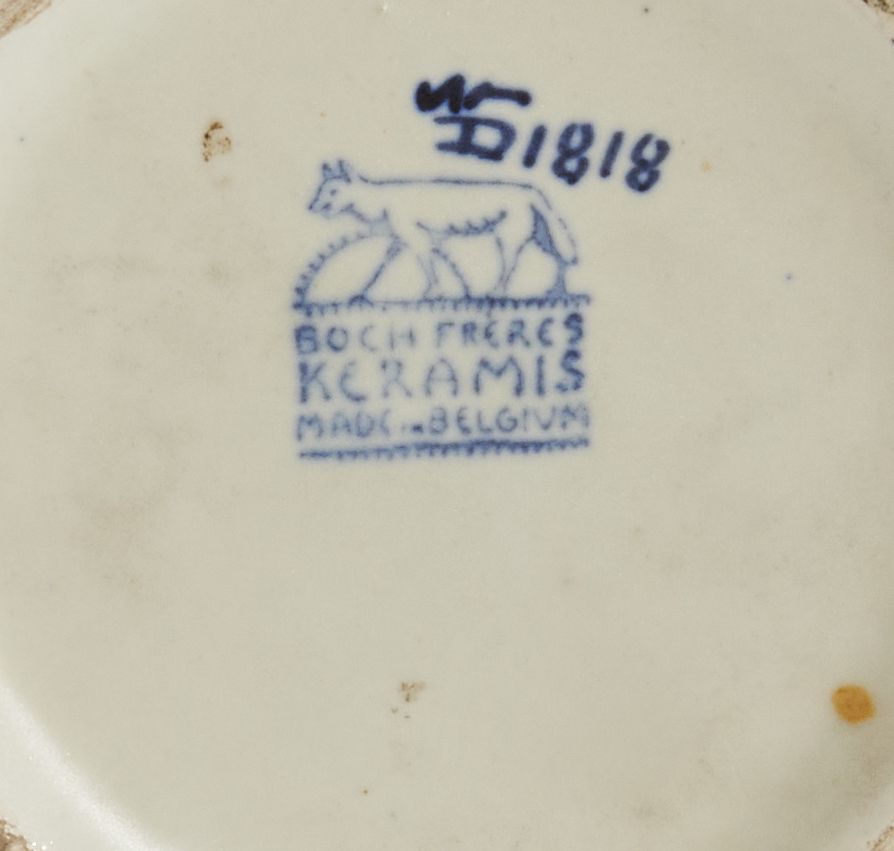 D1818
BOCH FRERES
KERAMIS
MADE in BELGIUM